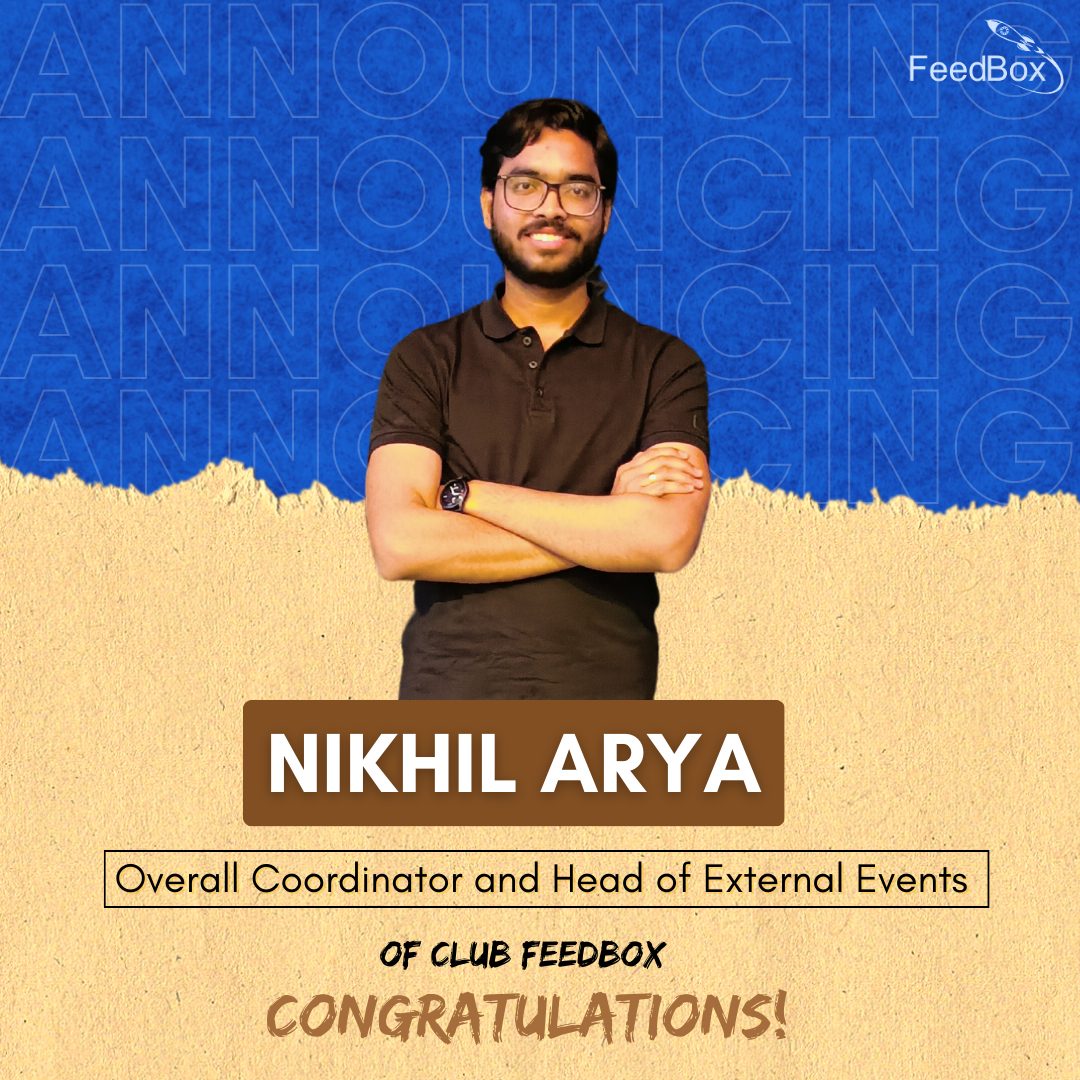 ANNOUNCING
FeedBox
ANNOUNCING
ANNOUNCING
ANNOUNCING
NIKHIL ARYA
Overall Coordinator and Head of External Events
OF CLUB FEEDBOX
CONGRATULATIONS!